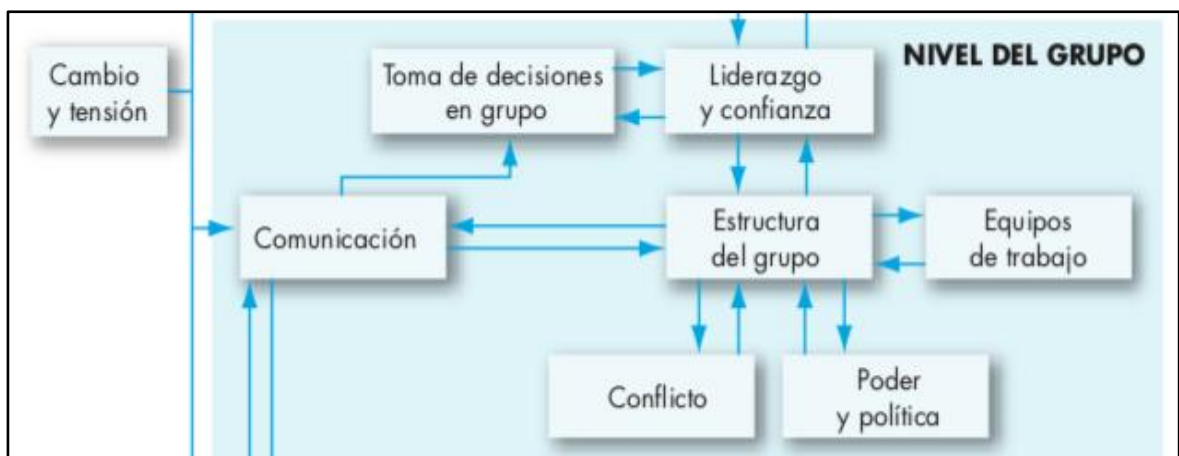 NIVEL DEL GRUPO
Cambio
y tensión
Toma de decisiones
en grupo
Liderazgo
y confianza
Comunicación
Estructura
del grupo
Equipos
de trabajo
Conflicto
Poder
y política